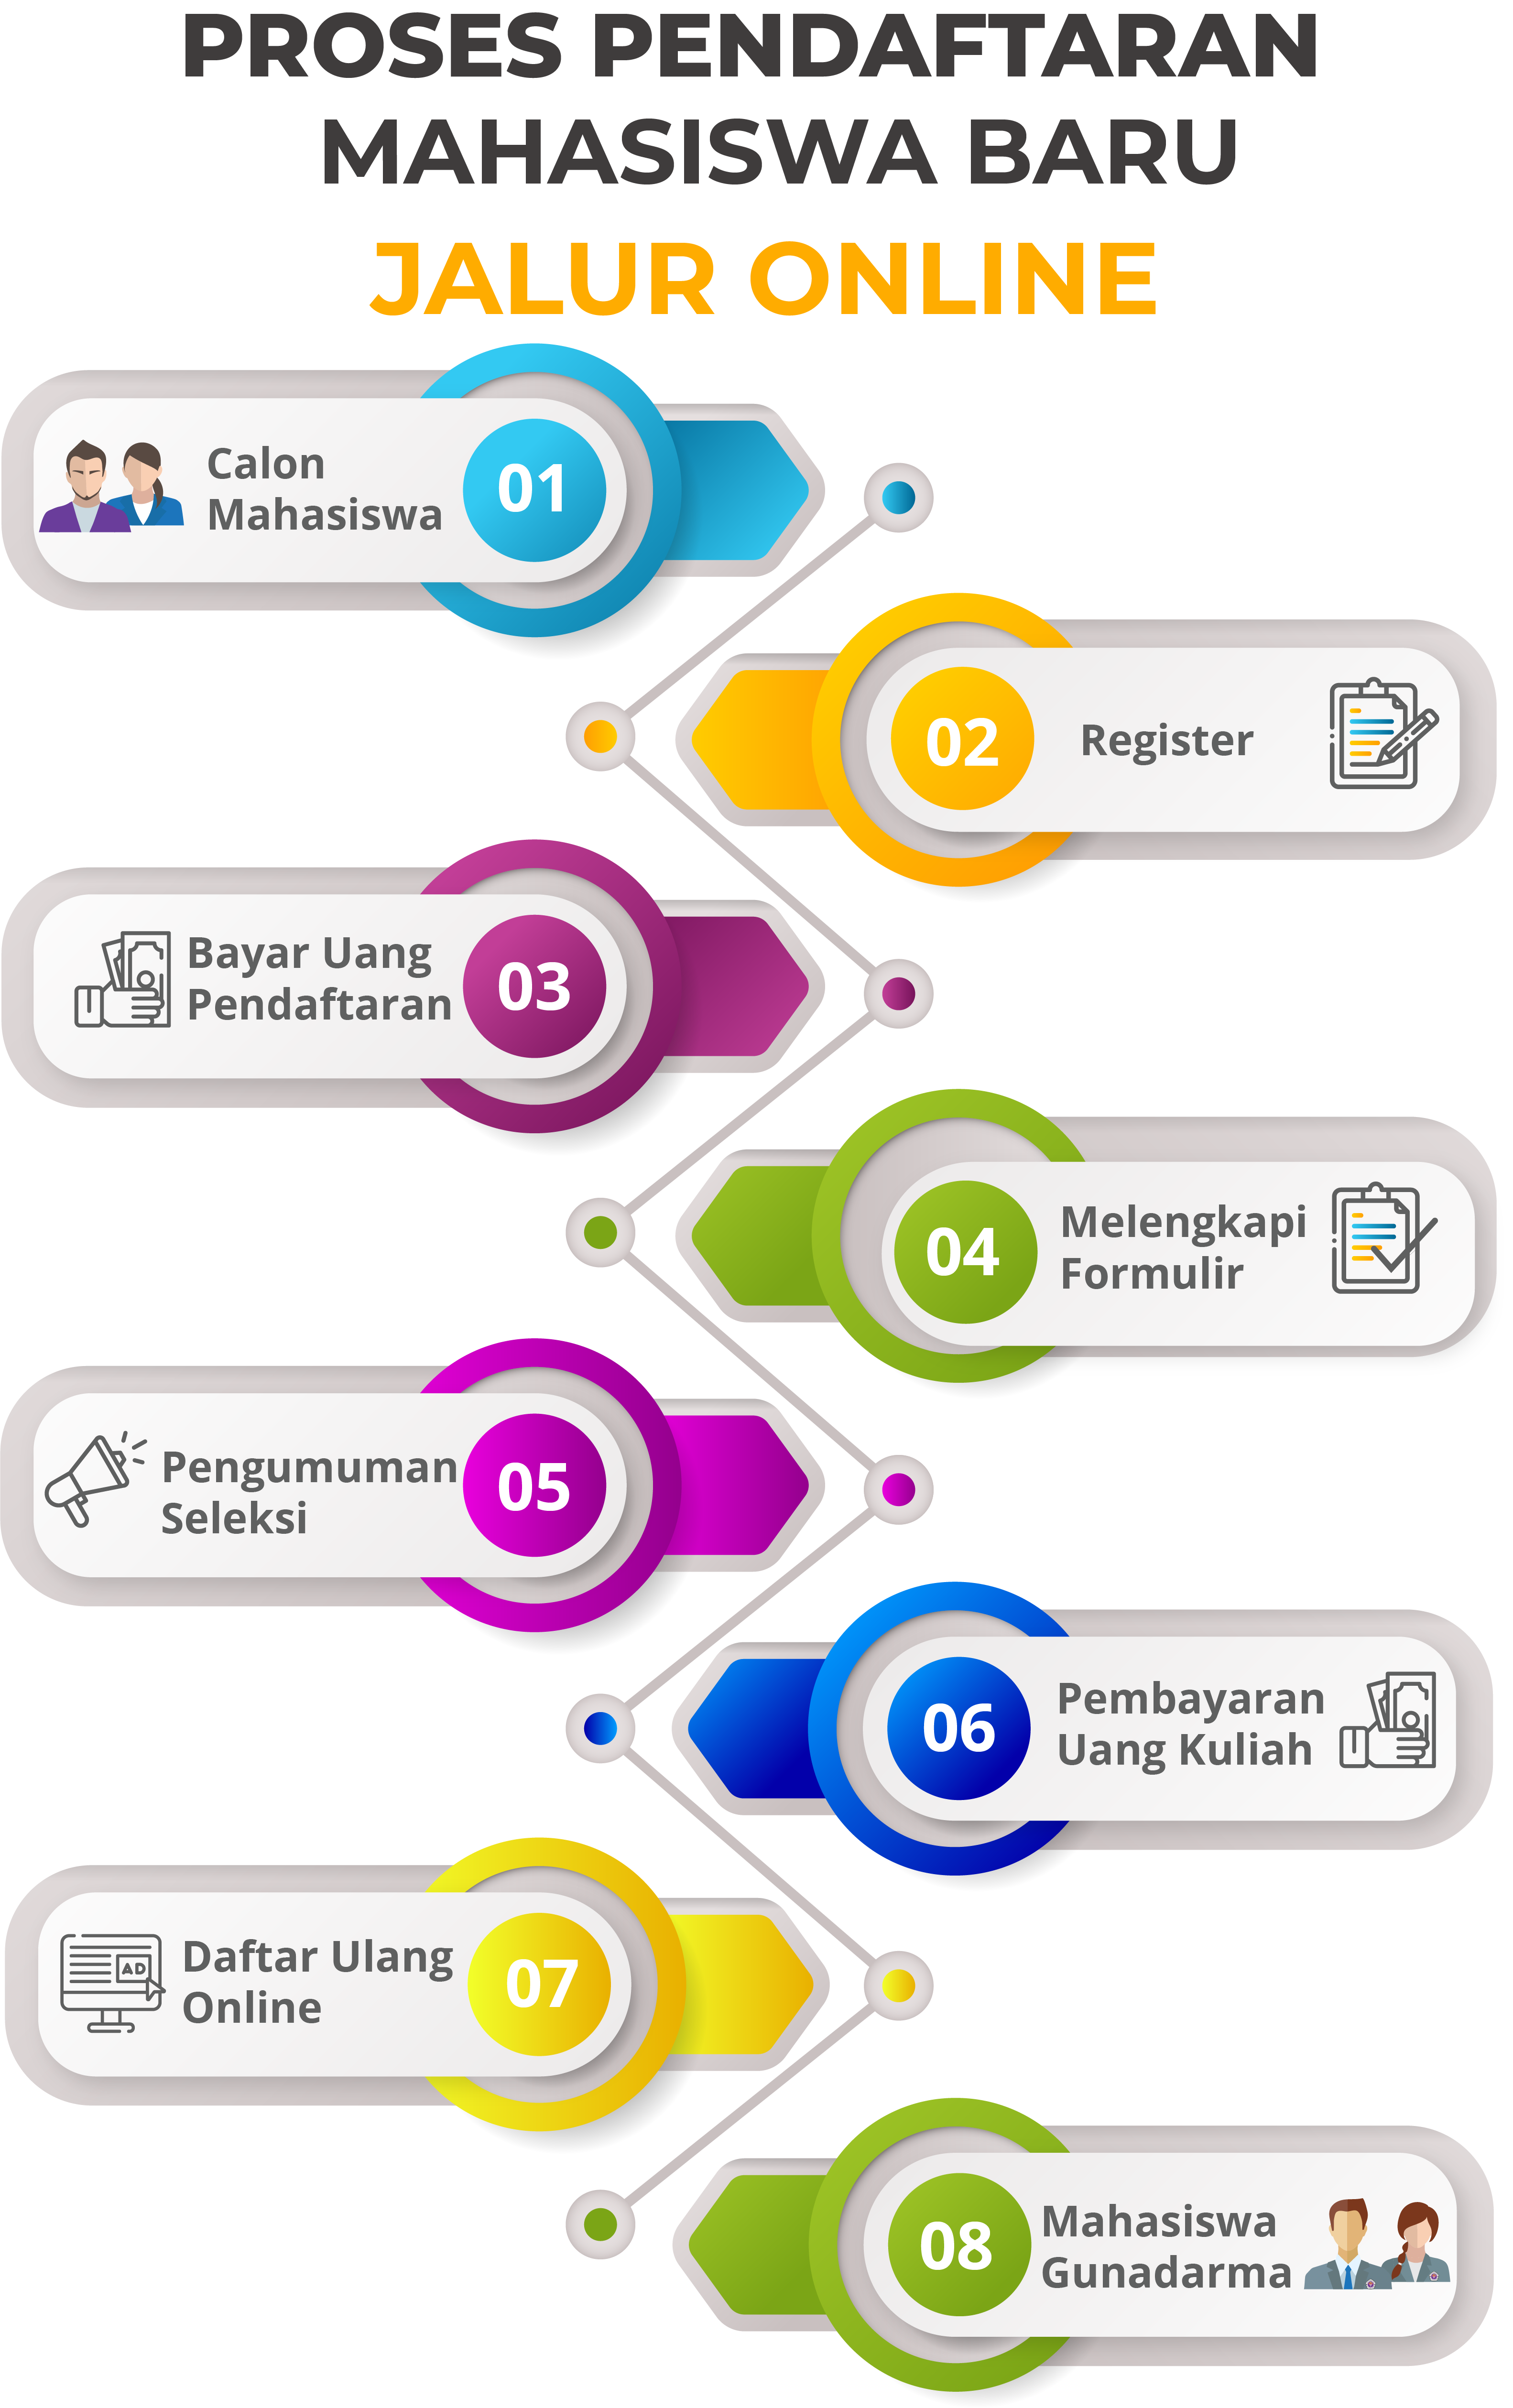 PROSES PENDAFTARAN
MAHASISWA BARU
JALUR ONLINE
Calon
Mahasiswa
01
02
Register
Bayar Uang
Pendaftaran
03
04
Melengkapi
Formulir
Pengumuman
Seleksi
05
06
Pembayaran
Uang Kuliah
AD
Daftar Ulang
Online
07
08
Mahasiswa
Gunadarma